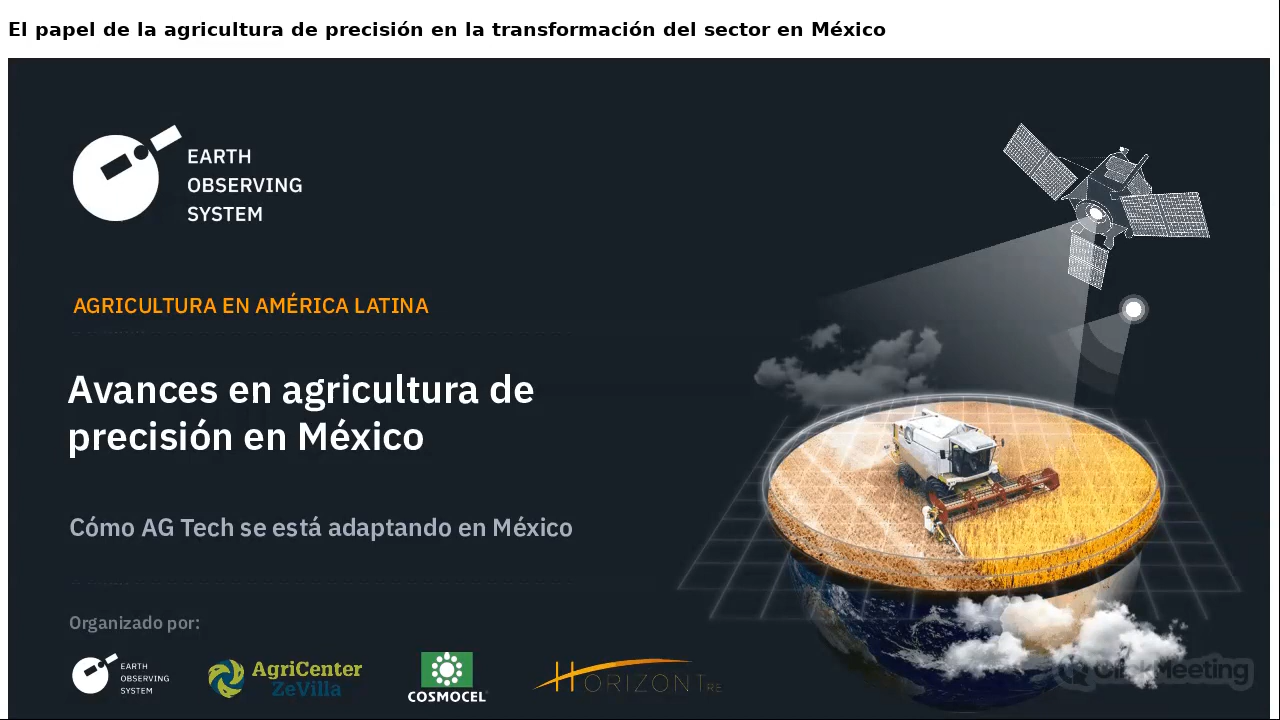 El papel de la agricultura de precisión en la transformación del sector en México
EARTH
OBSERVING
SYSTEM
AGRICULTURA EN AMÉRICA LATINA
Avances en agricultura de
precisión en México
Cómo AG Tech se está adaptando en México
Organizado por:
EARTH
OBSERVING
SYSTEM
AgriCenter
ZeVilla
COSMOCEL
HORIZONT RE
ClickMeeting